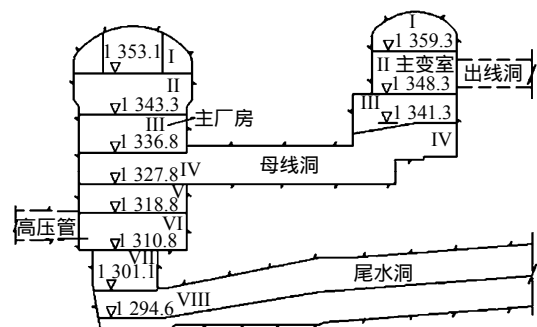 I
1 353.1
I
1 359.3
II 主变室
1 348.3
出线洞
II
1 343.3
III
主厂房
III
1 341.3
1 336.8
IV
母线洞
1 327.8
IV
V
1 318.8
VI
高压管
1 310.8
VII
1 301.1
尾水洞
VIII
1 294.6